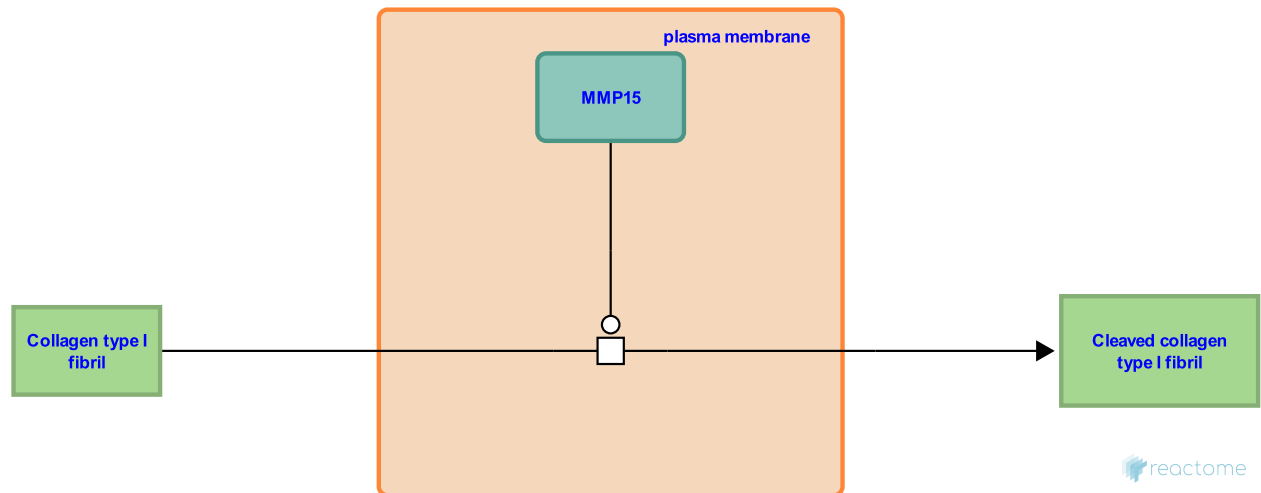 plasma membrane
MMP15
Collagen type I
fibril
Cleaved collagen
type I fibril
reactome